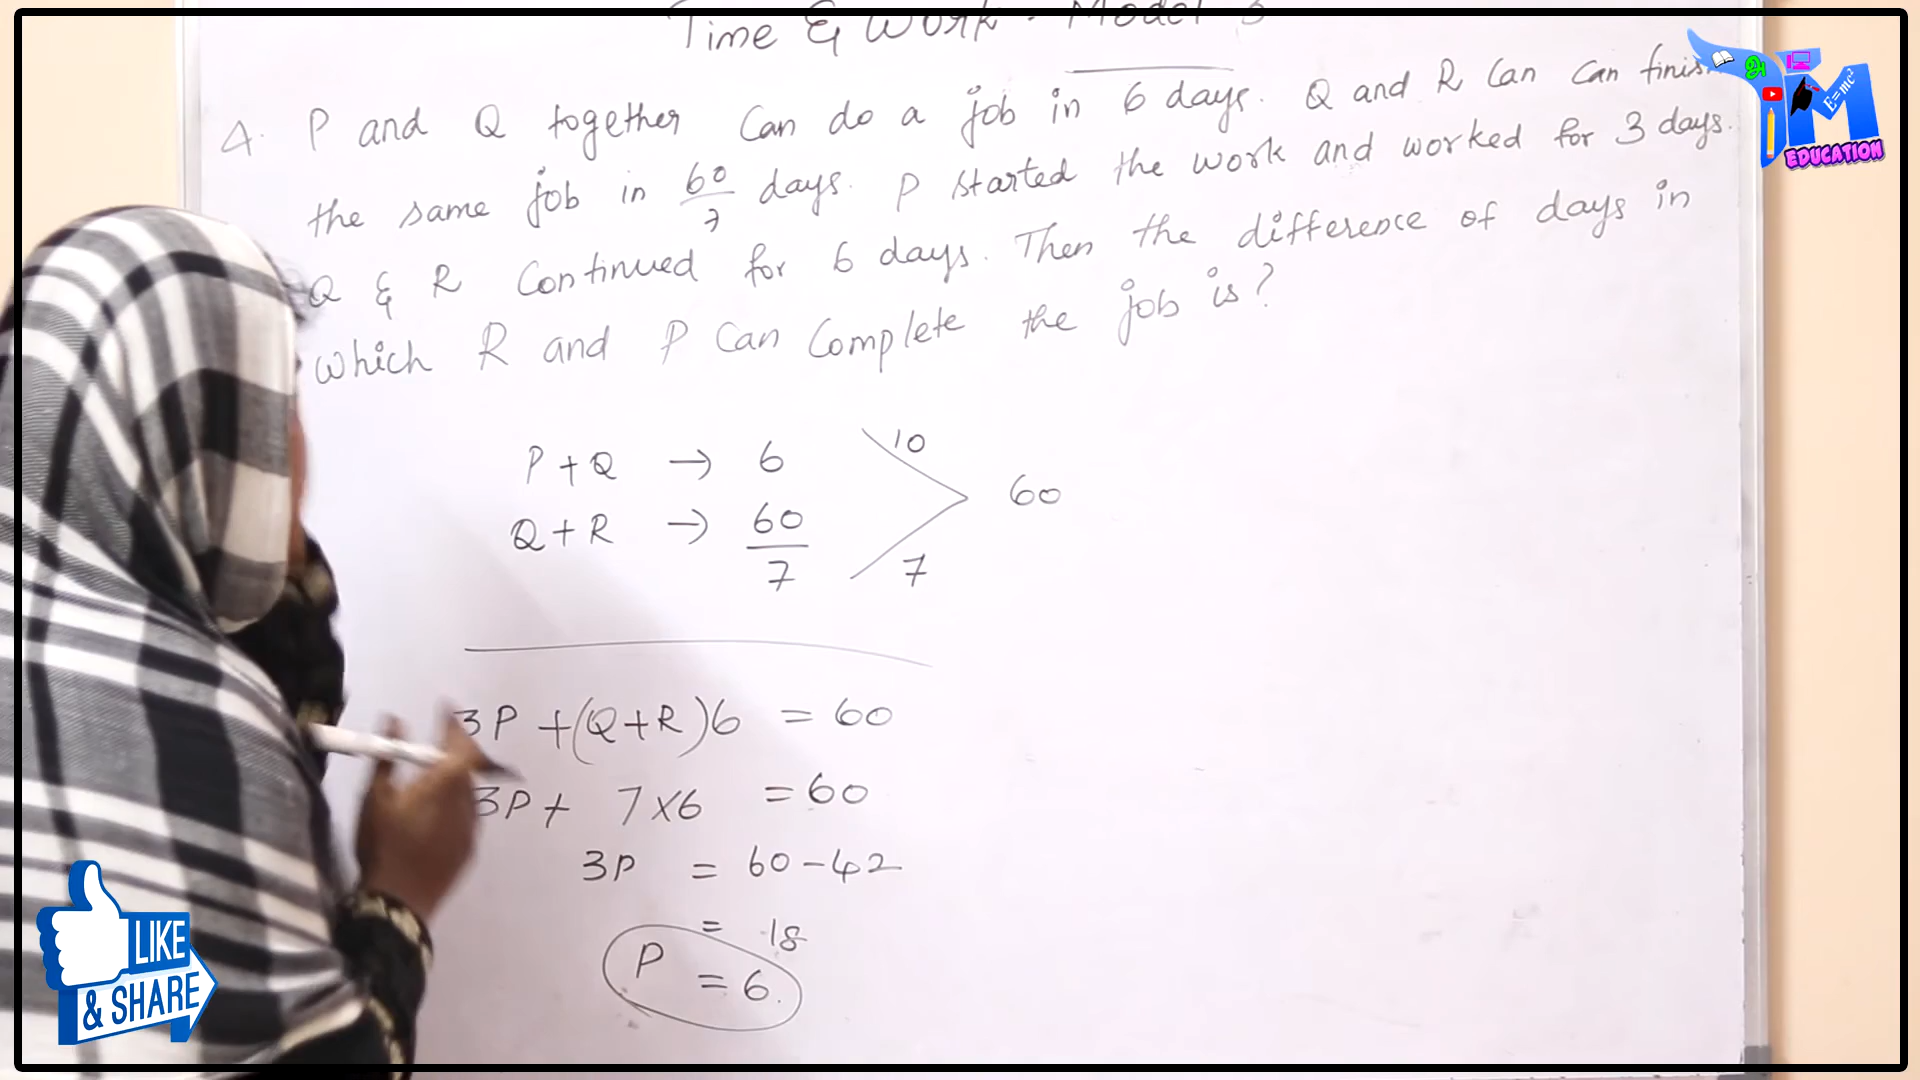 Time & Work - Model
4. P and Q together Can do a job in 6 days. Q and R Can Can finish
the same job in 60/7 days. P started the work and worked for 3 days.
Q & R Continued for 6 days. Then the difference of days in
which R and P Can Complete the job is?
P + Q → 6
10
Q + R → 60/7
7
60
3P + (Q + R) 6 = 60
3P + 7 x 6 = 60
3P = 60 - 42
= 18
P = 6.
அ
E=mc²
M
EDUCATION
LIKE
& SHARE